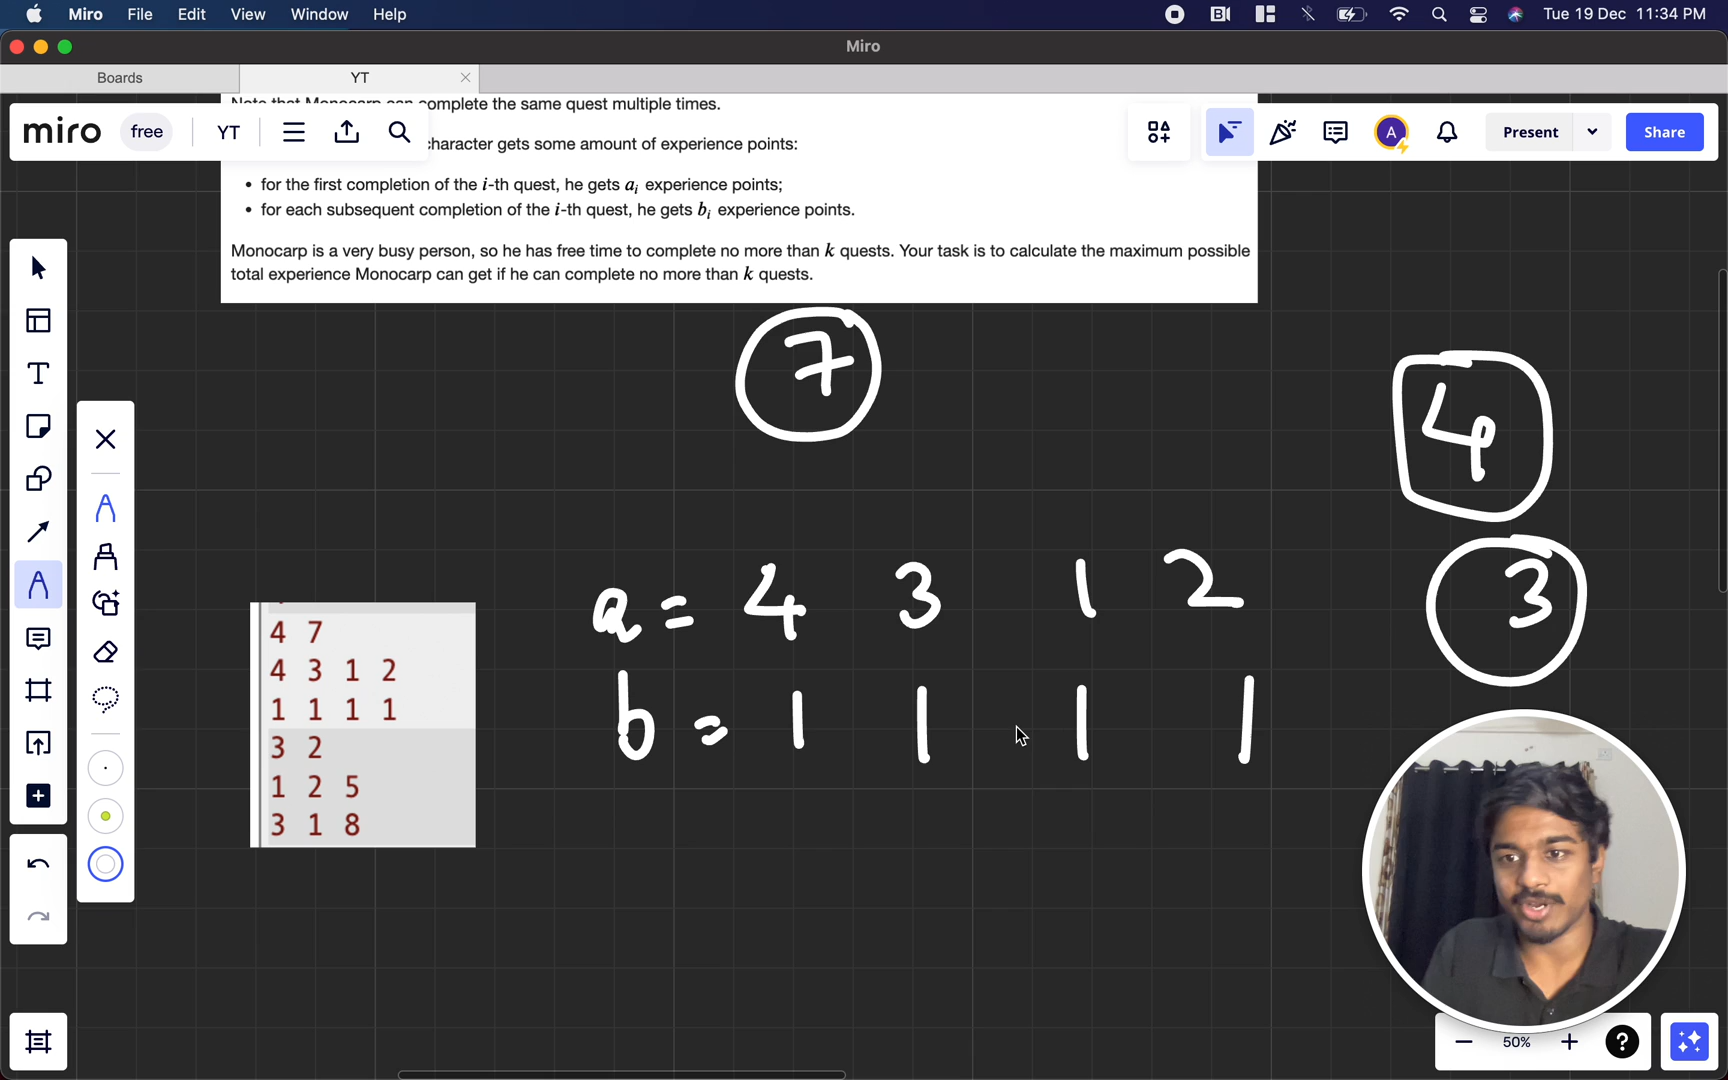 Miro File Edit View Window Help Tue 19 Dec 11:34 PM
Miro
Boards YT
Note that Monocarp can complete the same quest multiple times.
miro free YT Present Share
A
character gets some amount of experience points:
• for the first completion of the i-th quest, he gets aᵢ experience points;
• for each subsequent completion of the i-th quest, he gets bᵢ experience points.
Monocarp is a very busy person, so he has free time to complete no more than k quests. Your task is to calculate the maximum possible
total experience Monocarp can get if he can complete no more than k quests.
7
4
3
a = 4 3 1 2
b = 1 1 1 1
4 7
4 3 1 2
1 1 1 1
3 2
1 2 5
3 1 8
50%